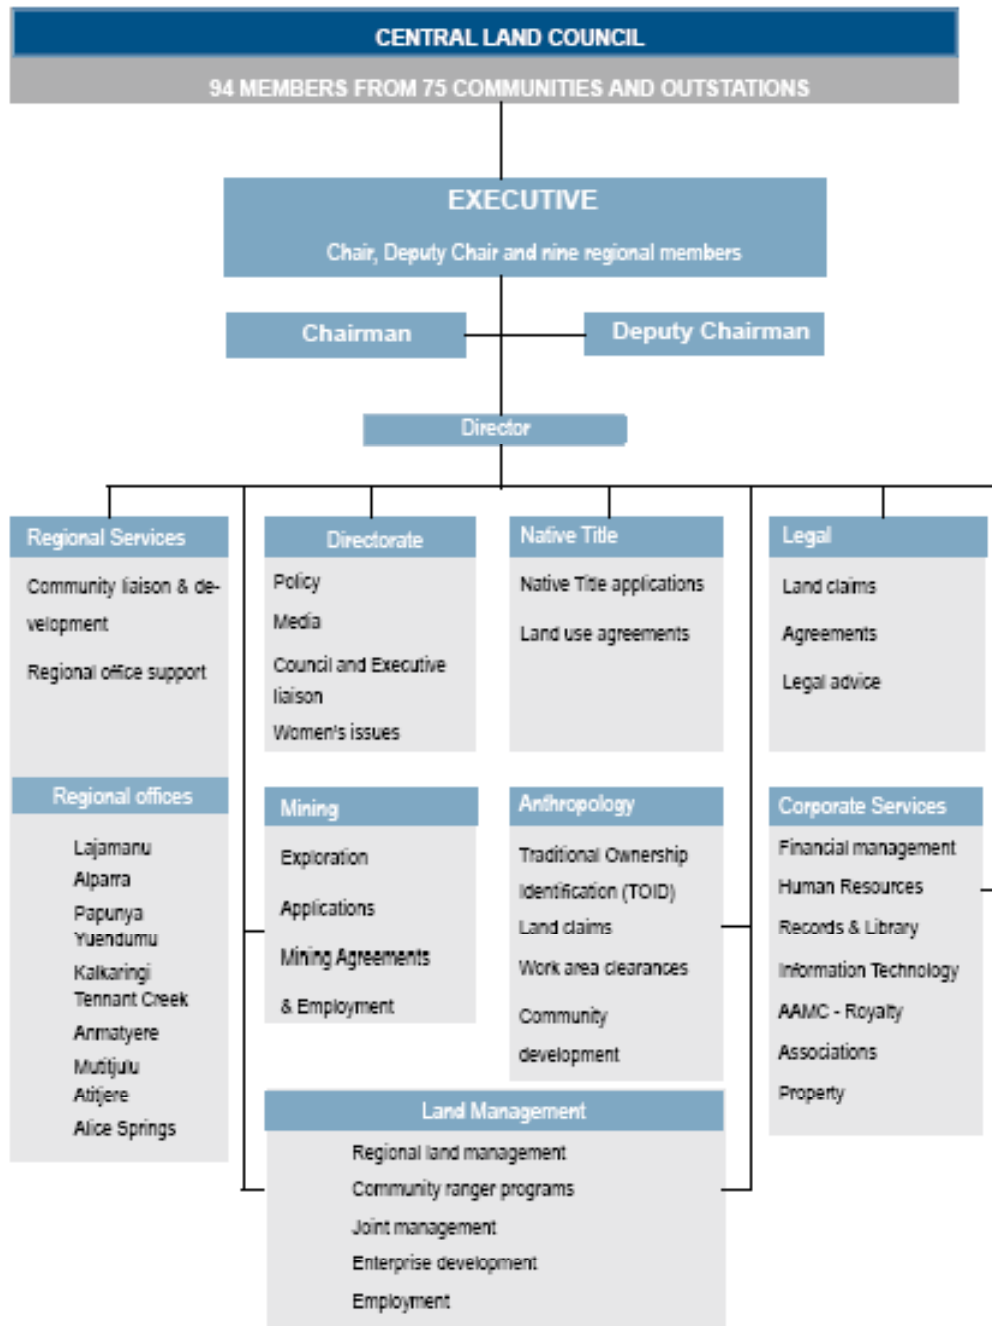 CENTRAL LAND COUNCIL
94 MEMBERS FROM 75 COMMUNITIES AND OUTSTATIONS
EXECUTIVE
Chair, Deputy Chair and nine regional members
Chairman
Deputy Chairman
Director
Regional Services
Community liaison & de-
velopment
Regional office support
Regional offices
Lajamanu
Alparra
Papunya
Yuendumu
Kalkaringi
Tennant Creek
Anmatyere
Mutitjulu
Atitjere
Alice Springs
Directorate
Policy
Media
Council and Executive
liaison
Women's issues
Mining
Exploration
Applications
Mining Agreements
& Employment
Native Title
Native Title applications
Land use agreements
Anthropology
Traditional Ownership
Identification (TOID)
Land claims
Work area clearances
Community
development
Legal
Land claims
Agreements
Legal advice
Corporate Services
Financial management
Human Resources
Records & Library
Information Technology
AAMC - Royalty
Associations
Property
Land Management
Regional land management
Community ranger programs
Joint management
Enterprise development
Employment